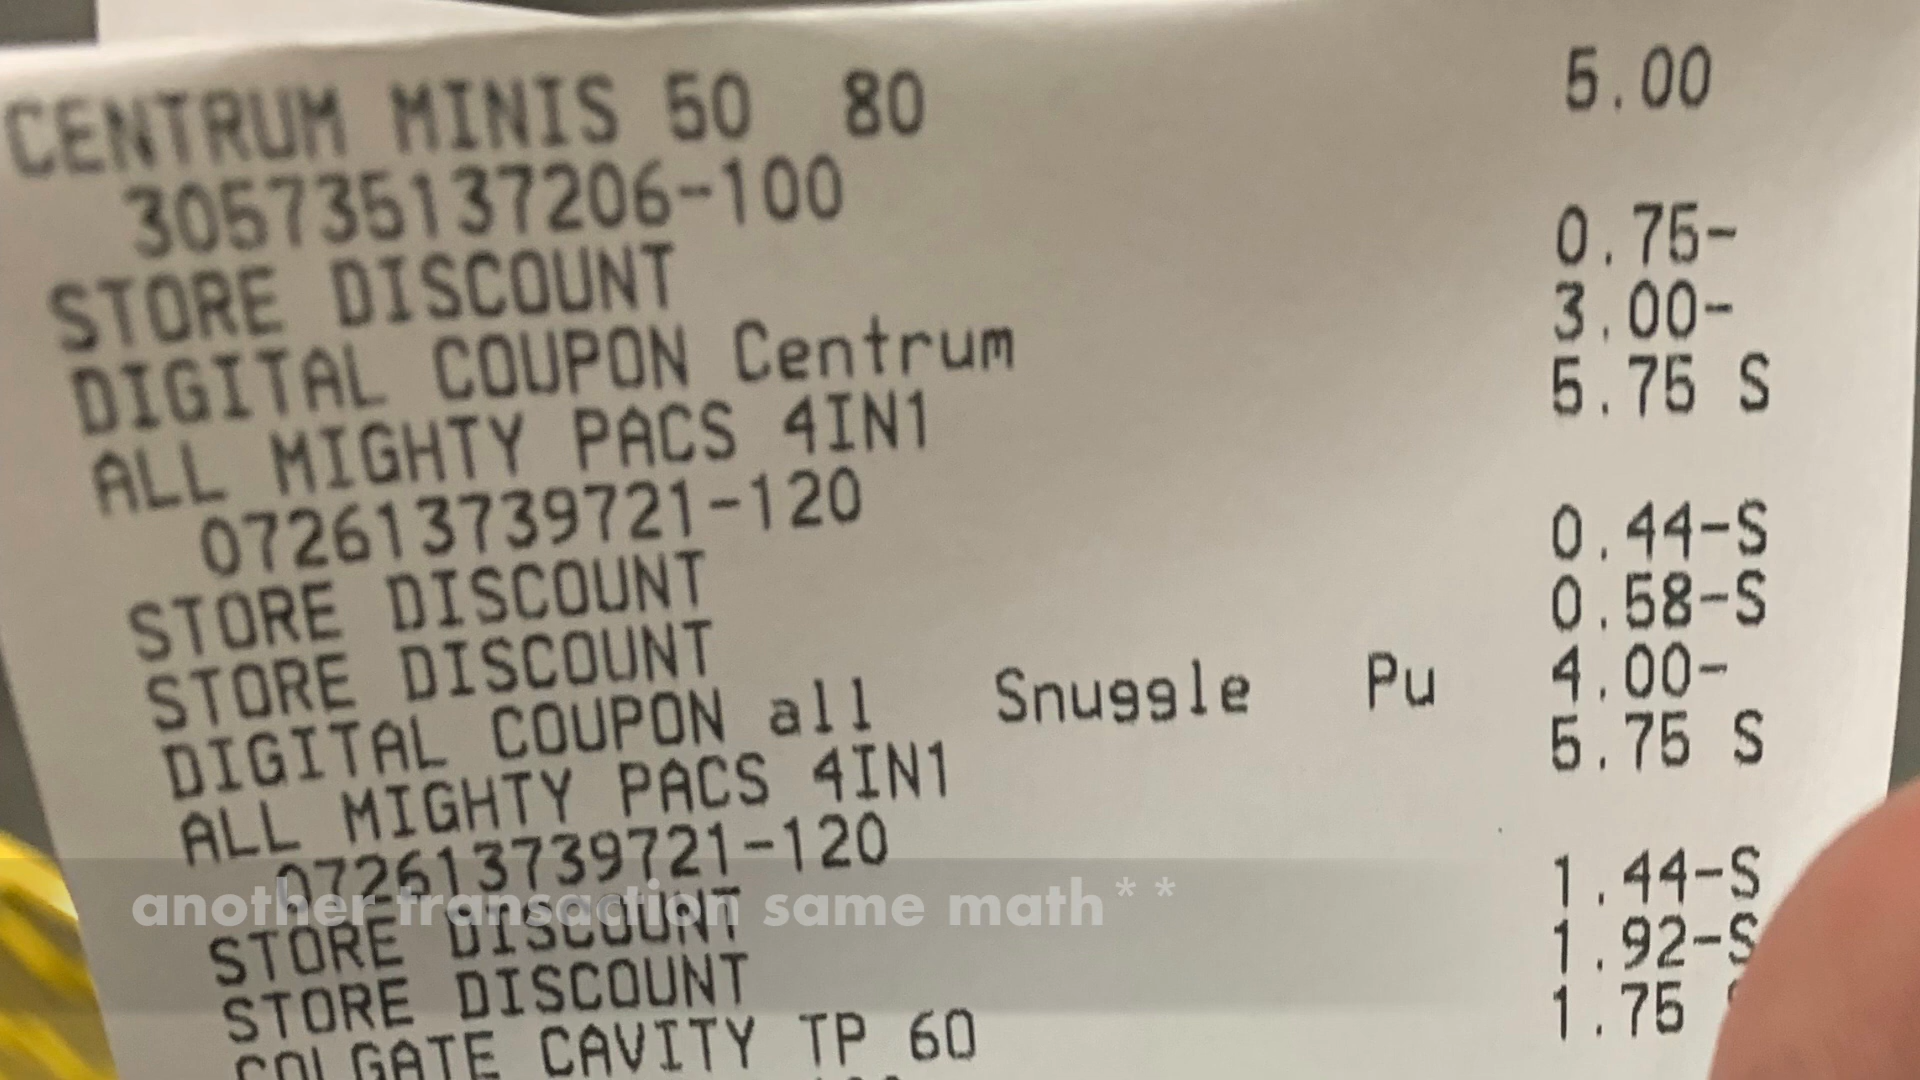 CENTRUM MINIS 50 80 5.00
305735137206-100
STORE DISCOUNT 0.75-
DIGITAL COUPON Centrum 3.00-
ALL MIGHTY PACS 4IN1 5.75 S
072613739721-120
STORE DISCOUNT 0.44-S
STORE DISCOUNT 0.58-S
DIGITAL COUPON all Snuggle Pu 4.00-
ALL MIGHTY PACS 4IN1 5.75 S
072613739721-120
another transaction same math**
STORE DISCOUNT 1.44-S
STORE DISCOUNT 1.92-S
COLGATE CAVITY TP 60 1.75